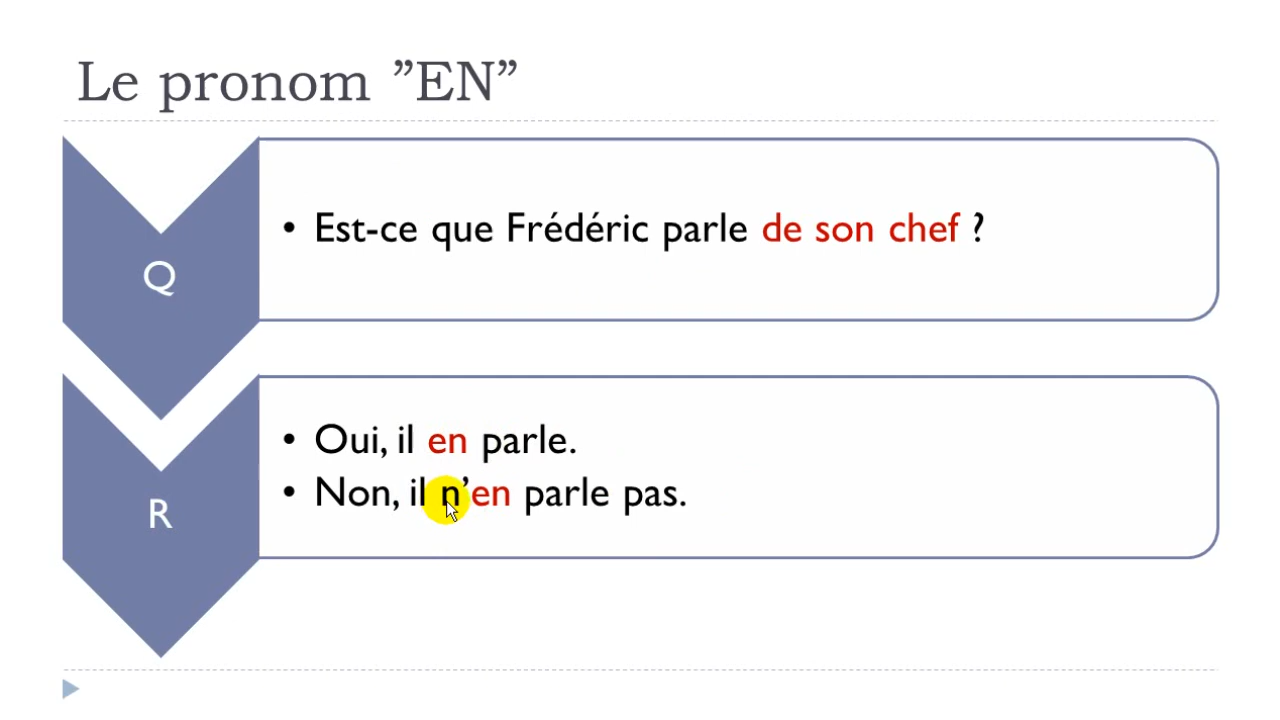 Le pronom ”EN”
Q
• Est-ce que Frédéric parle de son chef ?
R
• Oui, il en parle.
• Non, il n’en parle pas.